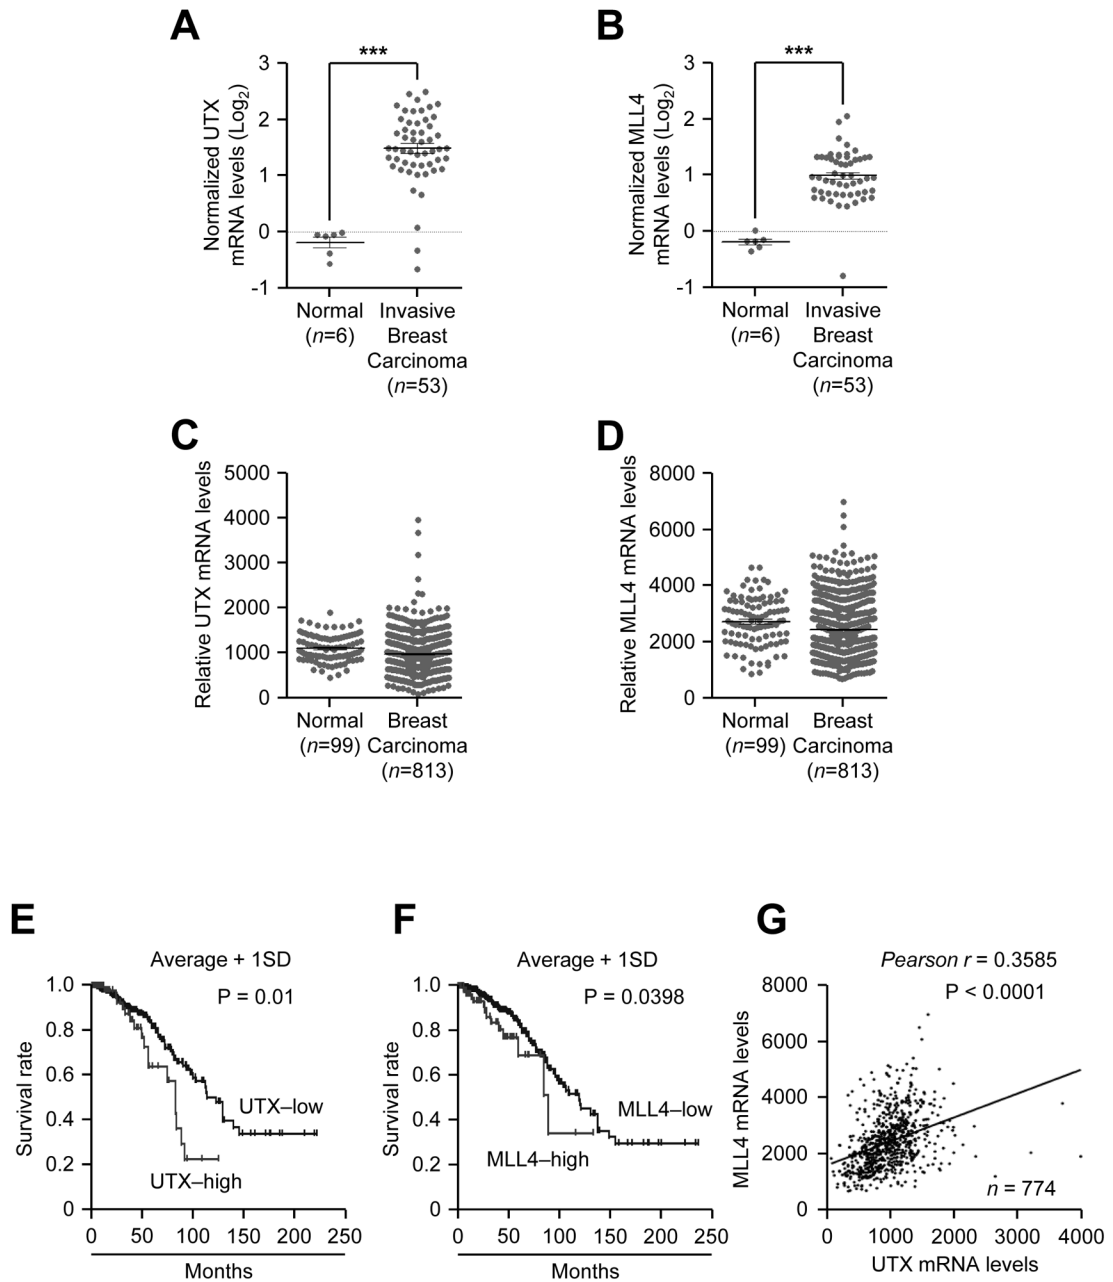 A
Normalized UTX
mRNA levels (Log2)
3
2
1
0
-1
***
Normal
(n=6)
Invasive
Breast
Carcinoma
(n=53)
B
Normalized MLL4
mRNA levels (Log2)
3
2
1
0
-1
***
Normal
(n=6)
Invasive
Breast
Carcinoma
(n=53)
C
Relative UTX mRNA levels
5000
4000
3000
2000
1000
0
Normal
(n=99)
Breast
Carcinoma
(n=813)
D
Relative MLL4 mRNA levels
8000
6000
4000
2000
0
Normal
(n=99)
Breast
Carcinoma
(n=813)
E
Average + 1SD
P = 0.01
Survival rate
1.0
0.8
0.6
0.4
0.2
0
UTX–low
UTX–high
0 50 100 150 200 250
Months
F
Average + 1SD
P = 0.0398
Survival rate
1.0
0.8
0.6
0.4
0.2
0
MLL4–low
MLL4–high
0 50 100 150 200 250
Months
G
Pearson r = 0.3585
P < 0.0001
MLL4 mRNA levels
8000
6000
4000
2000
0
n = 774
0 1000 2000 3000 4000
UTX mRNA levels